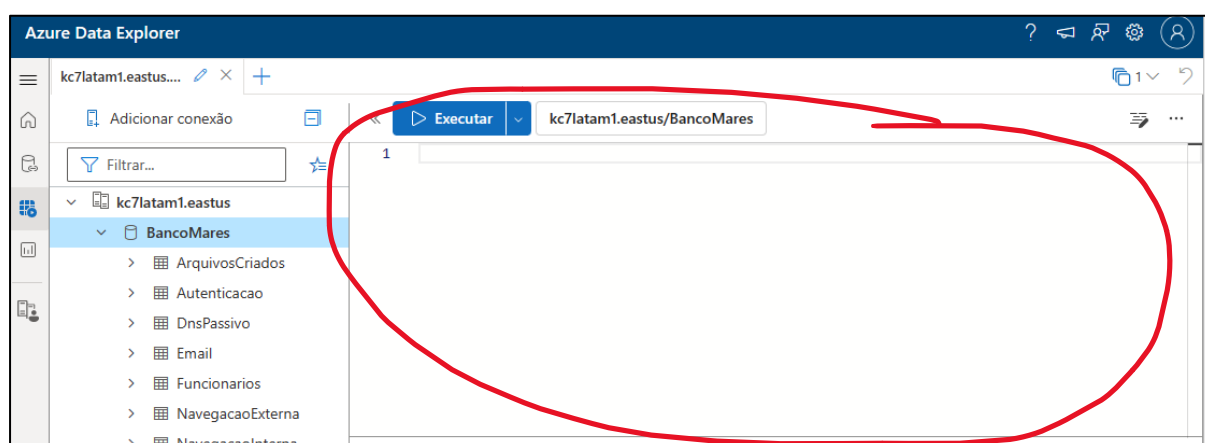 Azure Data Explorer
kc7latam1.eastus....
1
Adicionar conexão
Executar
kc7latam1.eastus/BancoMares
Filtrar...
1
kc7latam1.eastus
BancoMares
ArquivosCriados
Autenticacao
DnsPassivo
Email
Funcionarios
NavegacaoExterna
NavegacaoInterna